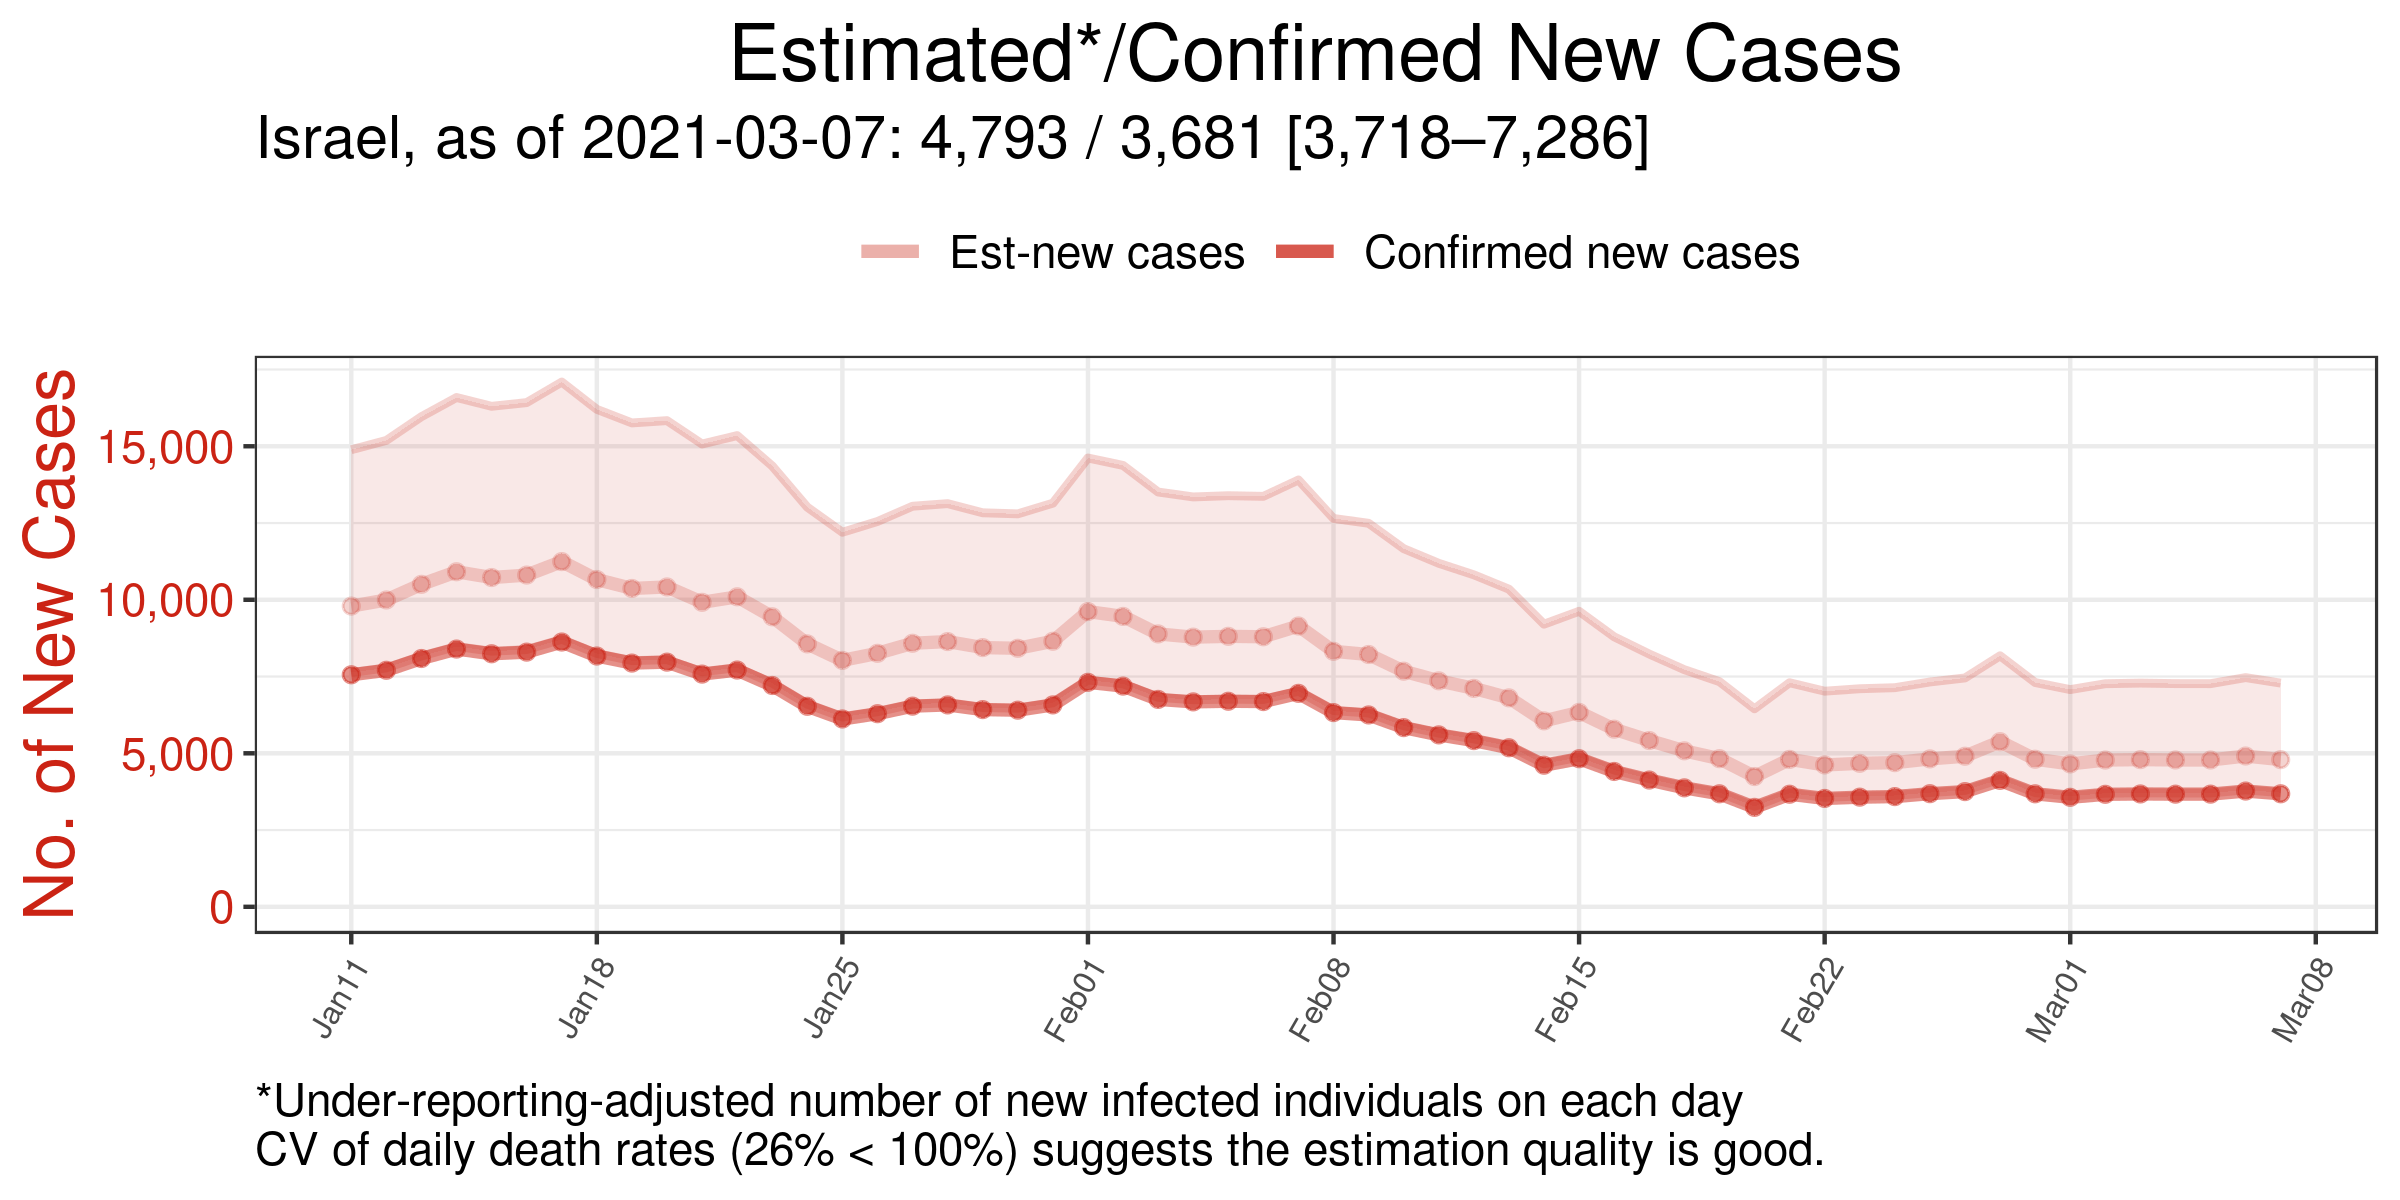 Estimated*/Confirmed New Cases
Israel, as of 2021-03-07: 4,793 / 3,681 [3,718–7,286]
Est-new cases
Confirmed new cases
No. of New Cases
15,000
10,000
5,000
0
Jan11
Jan18
Jan25
Feb01
Feb08
Feb15
Feb22
Mar01
Mar08
*Under-reporting-adjusted number of new infected individuals on each day
CV of daily death rates (26% < 100%) suggests the estimation quality is good.